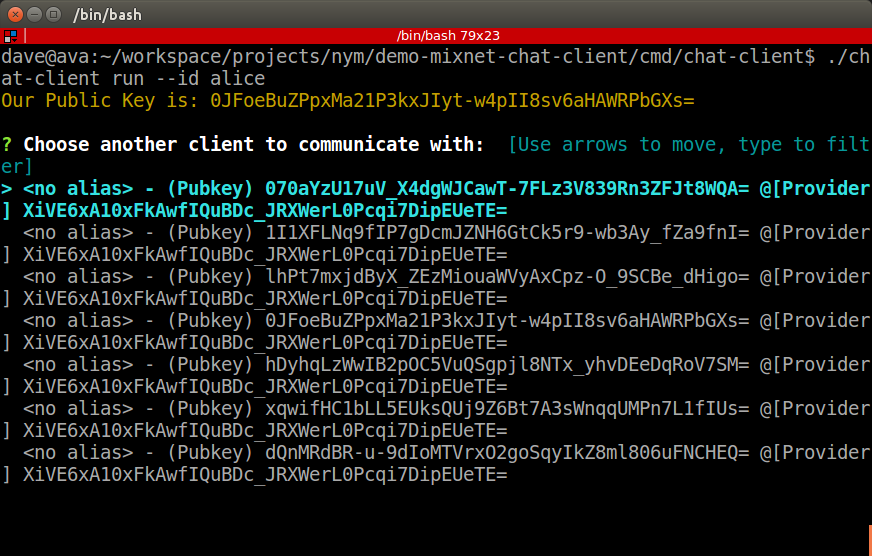 /bin/bash
/bin/bash 79x23
dave@ava:~/workspace/projects/nym/demo-mixnet-chat-client/cmd/chat-client$ ./ch
at-client run --id alice
Our Public Key is: 0JFoeBuZPpxMa21P3kxJIyt-w4pII8sv6aHAWRPbGXs=
? Choose another client to communicate with:  [Use arrows to move, type to filt
er]
> <no alias> - (Pubkey) 070aYzU17uV_X4dgWJCawT-7FLz3V839Rn3ZFJt8WQA= @[Provider
] XiVE6xA10xFkAwfIQuBDc_JRXWerL0Pcqi7DipEUeTE=
<no alias> - (Pubkey) 1I1XFLNq9fIP7gDcmJZNH6GtCk5r9-wb3Ay_fZa9fnI= @[Provider
] XiVE6xA10xFkAwfIQuBDc_JRXWerL0Pcqi7DipEUeTE=
<no alias> - (Pubkey) lhPt7mxjdByX_ZEzMiouaWVyAxCpz-O_9SCBe_dHigo= @[Provider
] XiVE6xA10xFkAwfIQuBDc_JRXWerL0Pcqi7DipEUeTE=
<no alias> - (Pubkey) 0JFoeBuZPpxMa21P3kxJIyt-w4pII8sv6aHAWRPbGXs= @[Provider
] XiVE6xA10xFkAwfIQuBDc_JRXWerL0Pcqi7DipEUeTE=
<no alias> - (Pubkey) hDyhqLzWwIB2pOC5VuQSgpjl8NTx_yhvDEeDqRoV7SM= @[Provider
] XiVE6xA10xFkAwfIQuBDc_JRXWerL0Pcqi7DipEUeTE=
<no alias> - (Pubkey) xqwifHC1bLL5EUksQUj9Z6Bt7A3sWnqqUMPn7L1fIUs= @[Provider
] XiVE6xA10xFkAwfIQuBDc_JRXWerL0Pcqi7DipEUeTE=
<no alias> - (Pubkey) dQnMRdBR-u-9dIoMTVrxO2goSqyIkZ8ml806uFNCHEQ= @[Provider
] XiVE6xA10xFkAwfIQuBDc_JRXWerL0Pcqi7DipEUeTE=